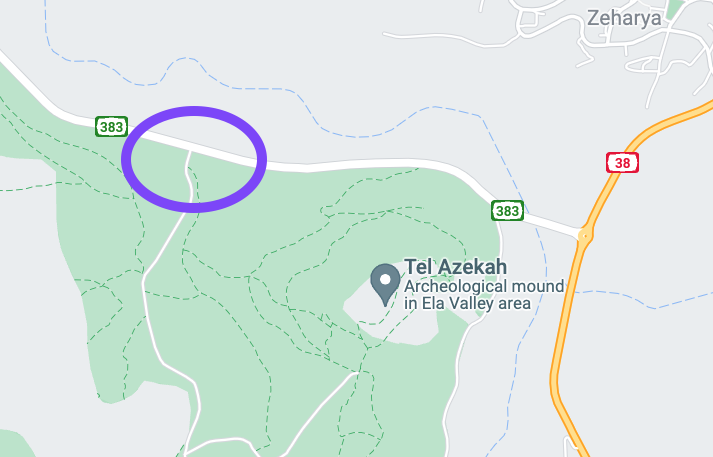 Zeharya
383
38
383
Tel Azekah
Archeological mound
in Ela Valley area